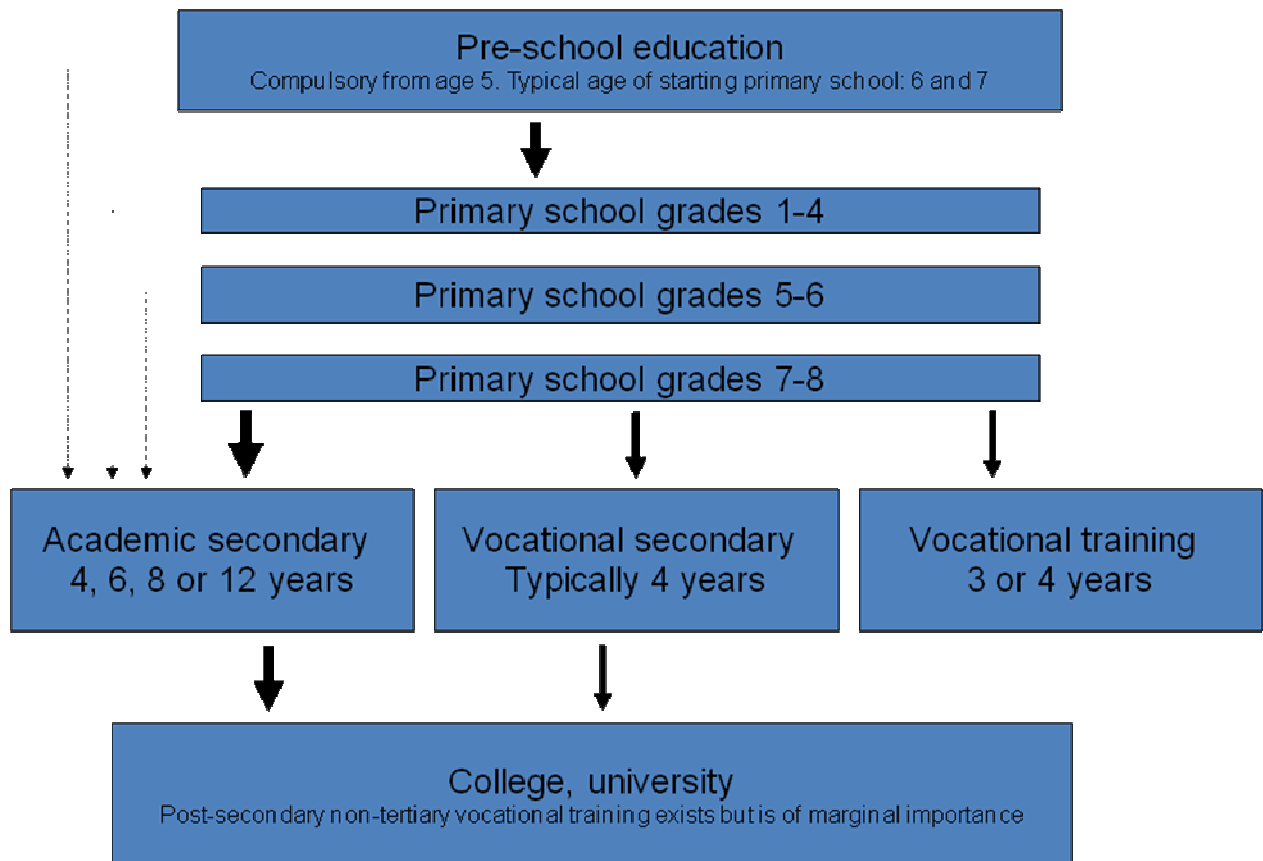 Pre-school education
Compulsory from age 5. Typical age of starting primary school: 6 and 7
Primary school grades 1-4
Primary school grades 5-6
Primary school grades 7-8
Academic secondary
4, 6, 8 or 12 years
Vocational secondary
Typically 4 years
Vocational training
3 or 4 years
College, university
Post-secondary non-tertiary vocational training exists but is of marginal importance